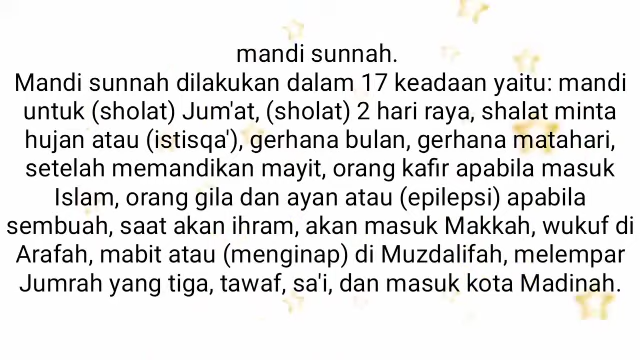 mandi sunnah.
Mandi sunnah dilakukan dalam 17 keadaan yaitu: mandi
untuk (sholat) Jum'at, (sholat) 2 hari raya, shalat minta
hujan atau (istisqa'), gerhana bulan, gerhana matahari,
setelah memandikan mayit, orang kafir apabila masuk
Islam, orang gila dan ayan atau (epilepsi) apabila
sembuah, saat akan ihram, akan masuk Makkah, wukuf di
Arafah, mabit atau (menginap) di Muzdalifah, melempar
Jumrah yang tiga, tawaf, sa'i, dan masuk kota Madinah.